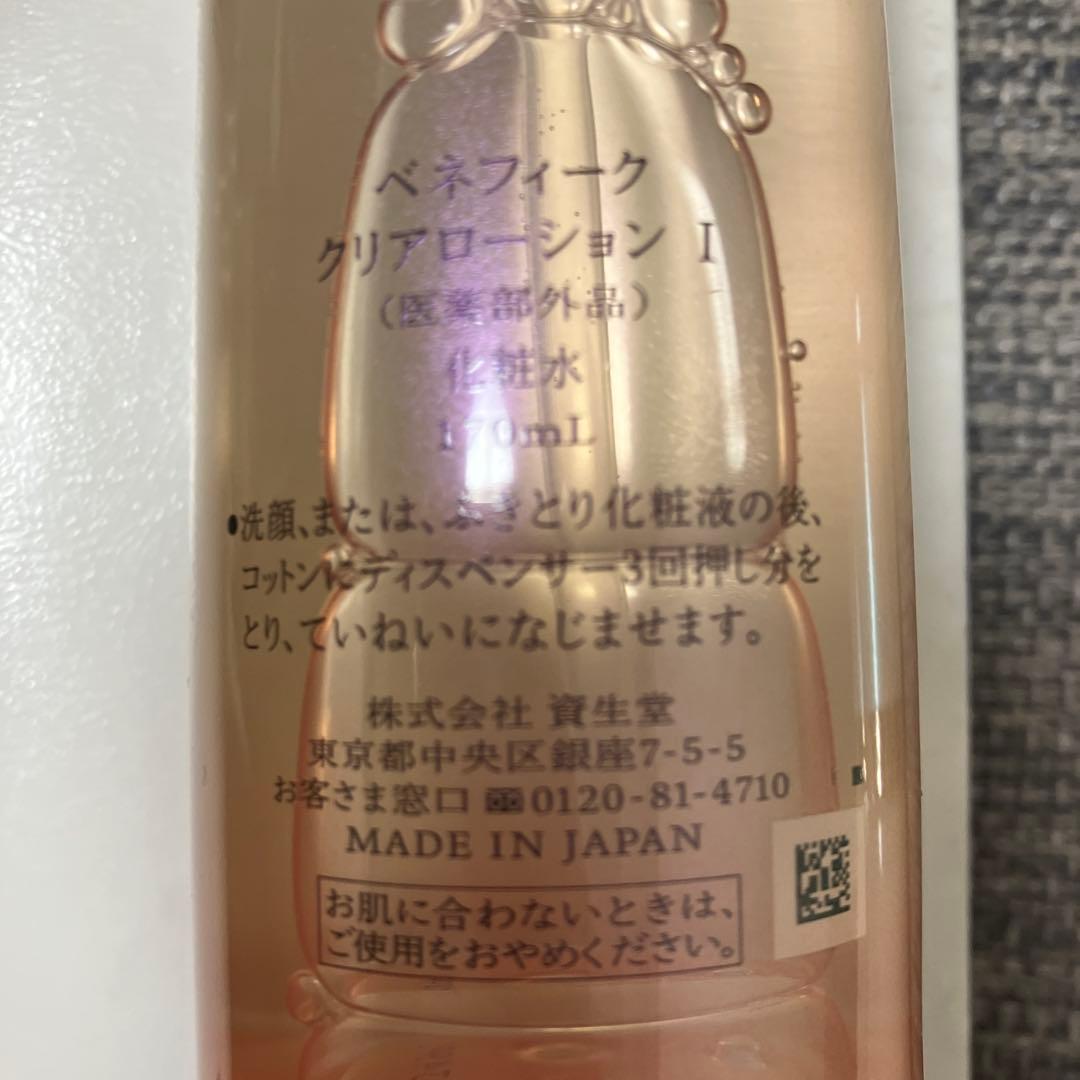 ベネフィーク
クリアローション I
（医薬部外品）
化粧水
170mL
•洗顔、または、ふきとり化粧液の後、
コットンにディスペンサー3回押し分を
とり、ていねいになじませます。
株式会社 資生堂
東京都中央区銀座7-5-5
お客さま窓口 0120-81-4710
MADE IN JAPAN
お肌に合わないときは、
ご使用をおやめください。